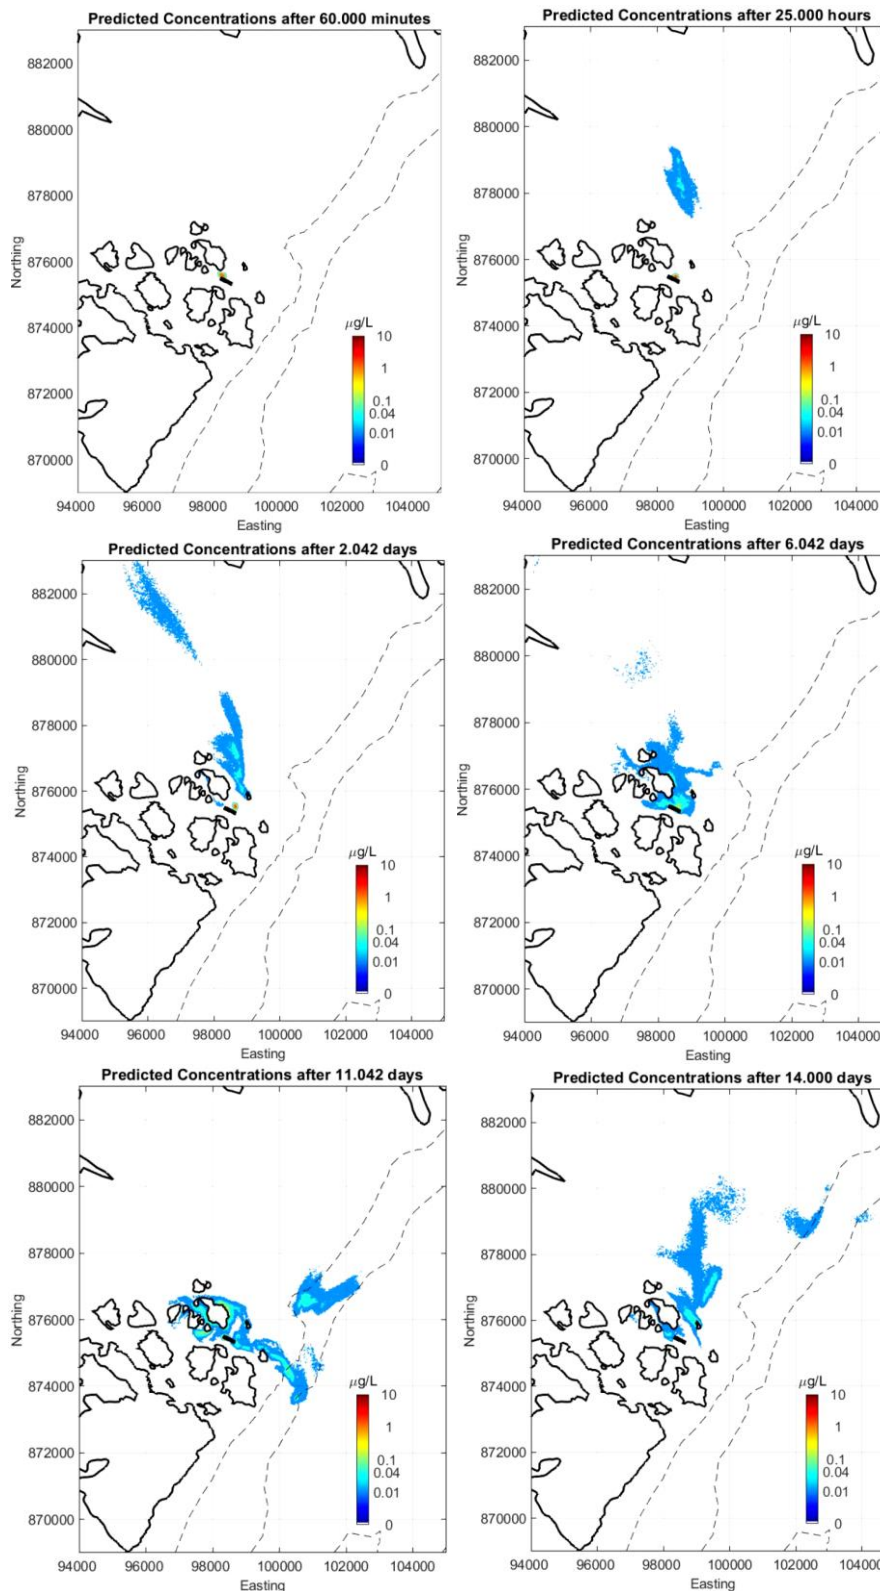 Predicted Concentrations after 60.000 minutes
882000
880000
878000
876000
874000
872000
870000
Northing
94000 96000 98000 100000 102000 104000
Easting
μg/L
10
1
0.1
0.04
0.01
0
Predicted Concentrations after 25.000 hours
882000
880000
878000
876000
874000
872000
870000
Northing
94000 96000 98000 100000 102000 104000
Easting
μg/L
10
1
0.1
0.04
0.01
0
Predicted Concentrations after 2.042 days
882000
880000
878000
876000
874000
872000
870000
Northing
94000 96000 98000 100000 102000 104000
Easting
μg/L
10
1
0.1
0.04
0.01
0
Predicted Concentrations after 6.042 days
882000
880000
878000
876000
874000
872000
870000
Northing
94000 96000 98000 100000 102000 104000
Easting
μg/L
10
1
0.1
0.04
0.01
0
Predicted Concentrations after 11.042 days
882000
880000
878000
876000
874000
872000
870000
Northing
94000 96000 98000 100000 102000 104000
Easting
μg/L
10
1
0.1
0.04
0.01
0
Predicted Concentrations after 14.000 days
882000
880000
878000
876000
874000
872000
870000
Northing
94000 96000 98000 100000 102000 104000
Easting
μg/L
10
1
0.1
0.04
0.01
0